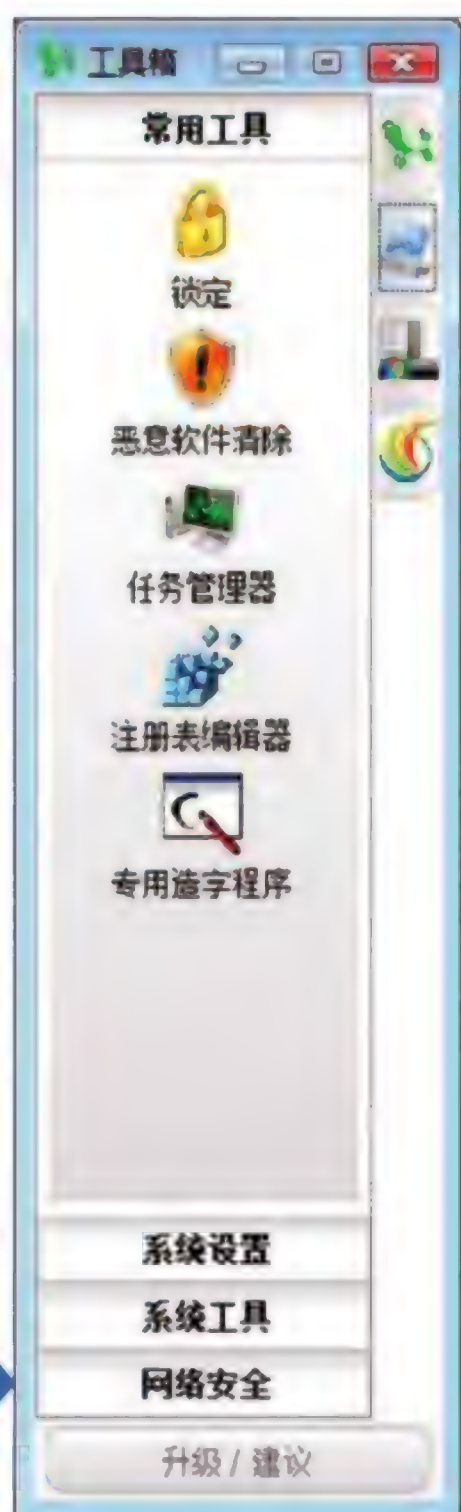 工具箱
常用工具
锁定
恶意软件清除
任务管理器
注册表编辑器
专用造字程序
系统设置
系统工具
网络安全
升级 / 建议